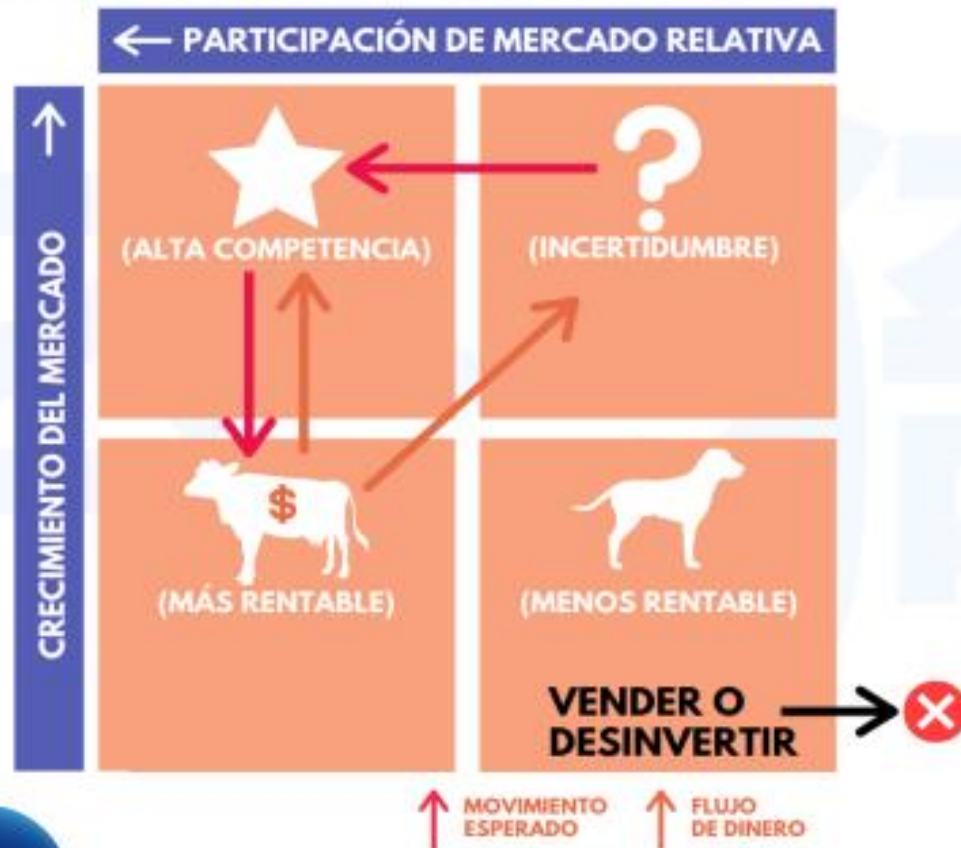 PARTICIPACIÓN DE MERCADO RELATIVA
CRECIMIENTO DEL MERCADO
?
(ALTA COMPETENCIA)
(INCERTIDUMBRE)
$
(MÁS RENTABLE)
(MENOS RENTABLE)
VENDER O
DESINVERTIR
MOVIMIENTO
ESPERADO
FLUJO
DE DINERO